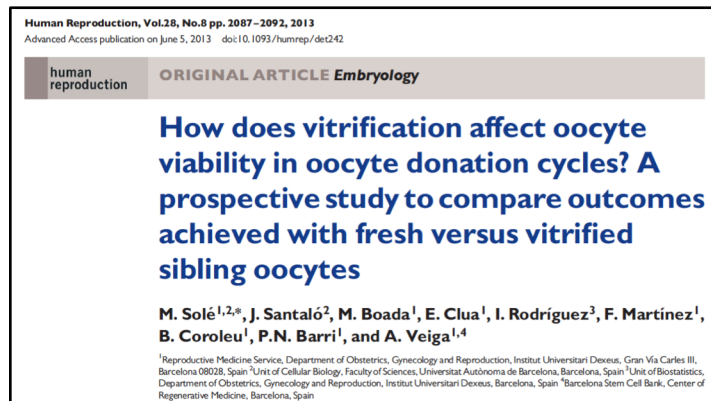 Human Reproduction, Vol.28, No.8 pp. 2087–2092, 2013
Advanced Access publication on June 5, 2013 doi:10.1093/humrep/det242
human
reproduction
ORIGINAL ARTICLE Embryology
How does vitrification affect oocyte
viability in oocyte donation cycles? A
prospective study to compare outcomes
achieved with fresh versus vitrified
sibling oocytes
M. Solé1,2,*, J. Santaló2, M. Boada1, E. Clua1, I. Rodríguez3, F. Martínez1,
B. Coroleu1, P.N. Barri1, and A. Veiga1,4
1Reproductive Medicine Service, Department of Obstetrics, Gynecology and Reproduction, Institut Universitari Dexeus, Gran Via Carles III,
Barcelona 08028, Spain 2Unit of Cellular Biology, Faculty of Sciences, Universitat Autònoma de Barcelona, Barcelona, Spain 3Unit of Biostatistics,
Department of Obstetrics, Gynecology and Reproduction, Institut Universitari Dexeus, Barcelona, Spain 4Barcelona Stem Cell Bank, Center of
Regenerative Medicine, Barcelona, Spain